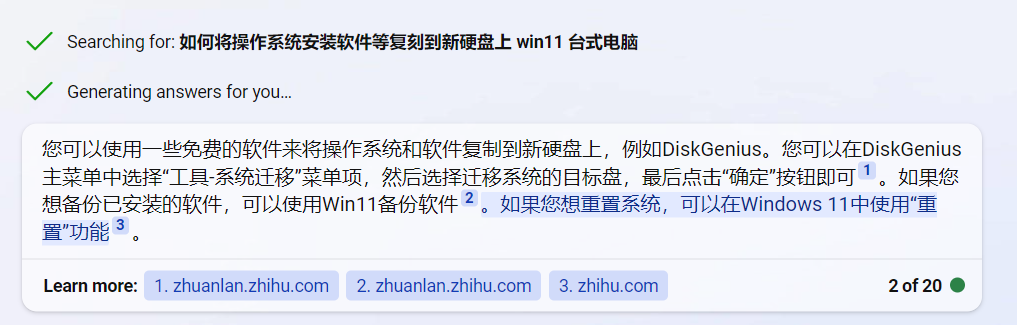 Searching for: 如何将操作系统安装软件等复刻到新硬盘上 win11 台式电脑
Generating answers for you...
您可以使用一些免费的软件来将操作系统和软件复制到新硬盘上，例如DiskGenius。您可以在DiskGenius
主菜单中选择“工具-系统迁移”菜单项，然后选择迁移系统的目标盘，最后点击“确定”按钮即可 1 。如果您
想备份已安装的软件，可以使用Win11备份软件 2 。如果您想重置系统，可以在Windows 11中使用“重
置”功能 3 。
Learn more: 1. zhuanlan.zhihu.com 2. zhuanlan.zhihu.com 3. zhihu.com 2 of 20